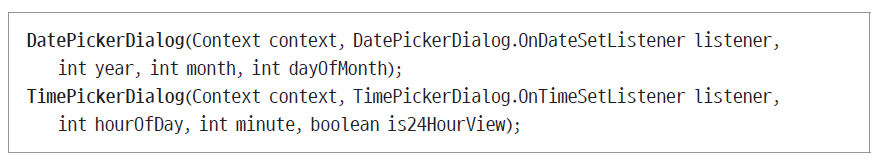 DatePickerDialog(Context context, DatePickerDialog.OnDateSetListener listener,
int year, int month, int dayOfMonth);
TimePickerDialog(Context context, TimePickerDialog.OnTimeSetListener listener,
int hourOfDay, int minute, boolean is24HourView);